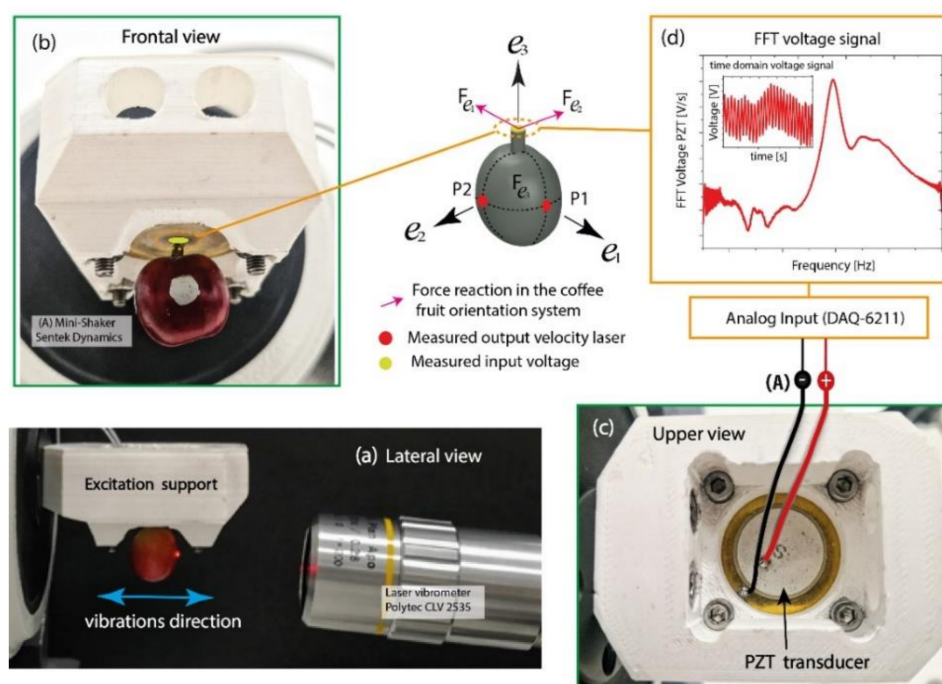 (b)
Frontal view
(A) Mini-Shaker
Sentek Dynamics
e3
Fe1
Fe2
P2
Fe3
P1
e2
e1
Force reaction in the coffee
fruit orientation system
Measured output velocity laser
Measured input voltage
(d)
FFT voltage signal
time domain voltage signal
Voltage [V]
time [s]
FFT Voltage PZT [V/s]
Frequency [Hz]
Analog Input (DAQ-6211)
(A)
-
+
(a) Lateral view
Excitation support
vibrations direction
Plan Apo
Laser vibrometer
Polytec CLV 2535
(c)
Upper view
PZT transducer